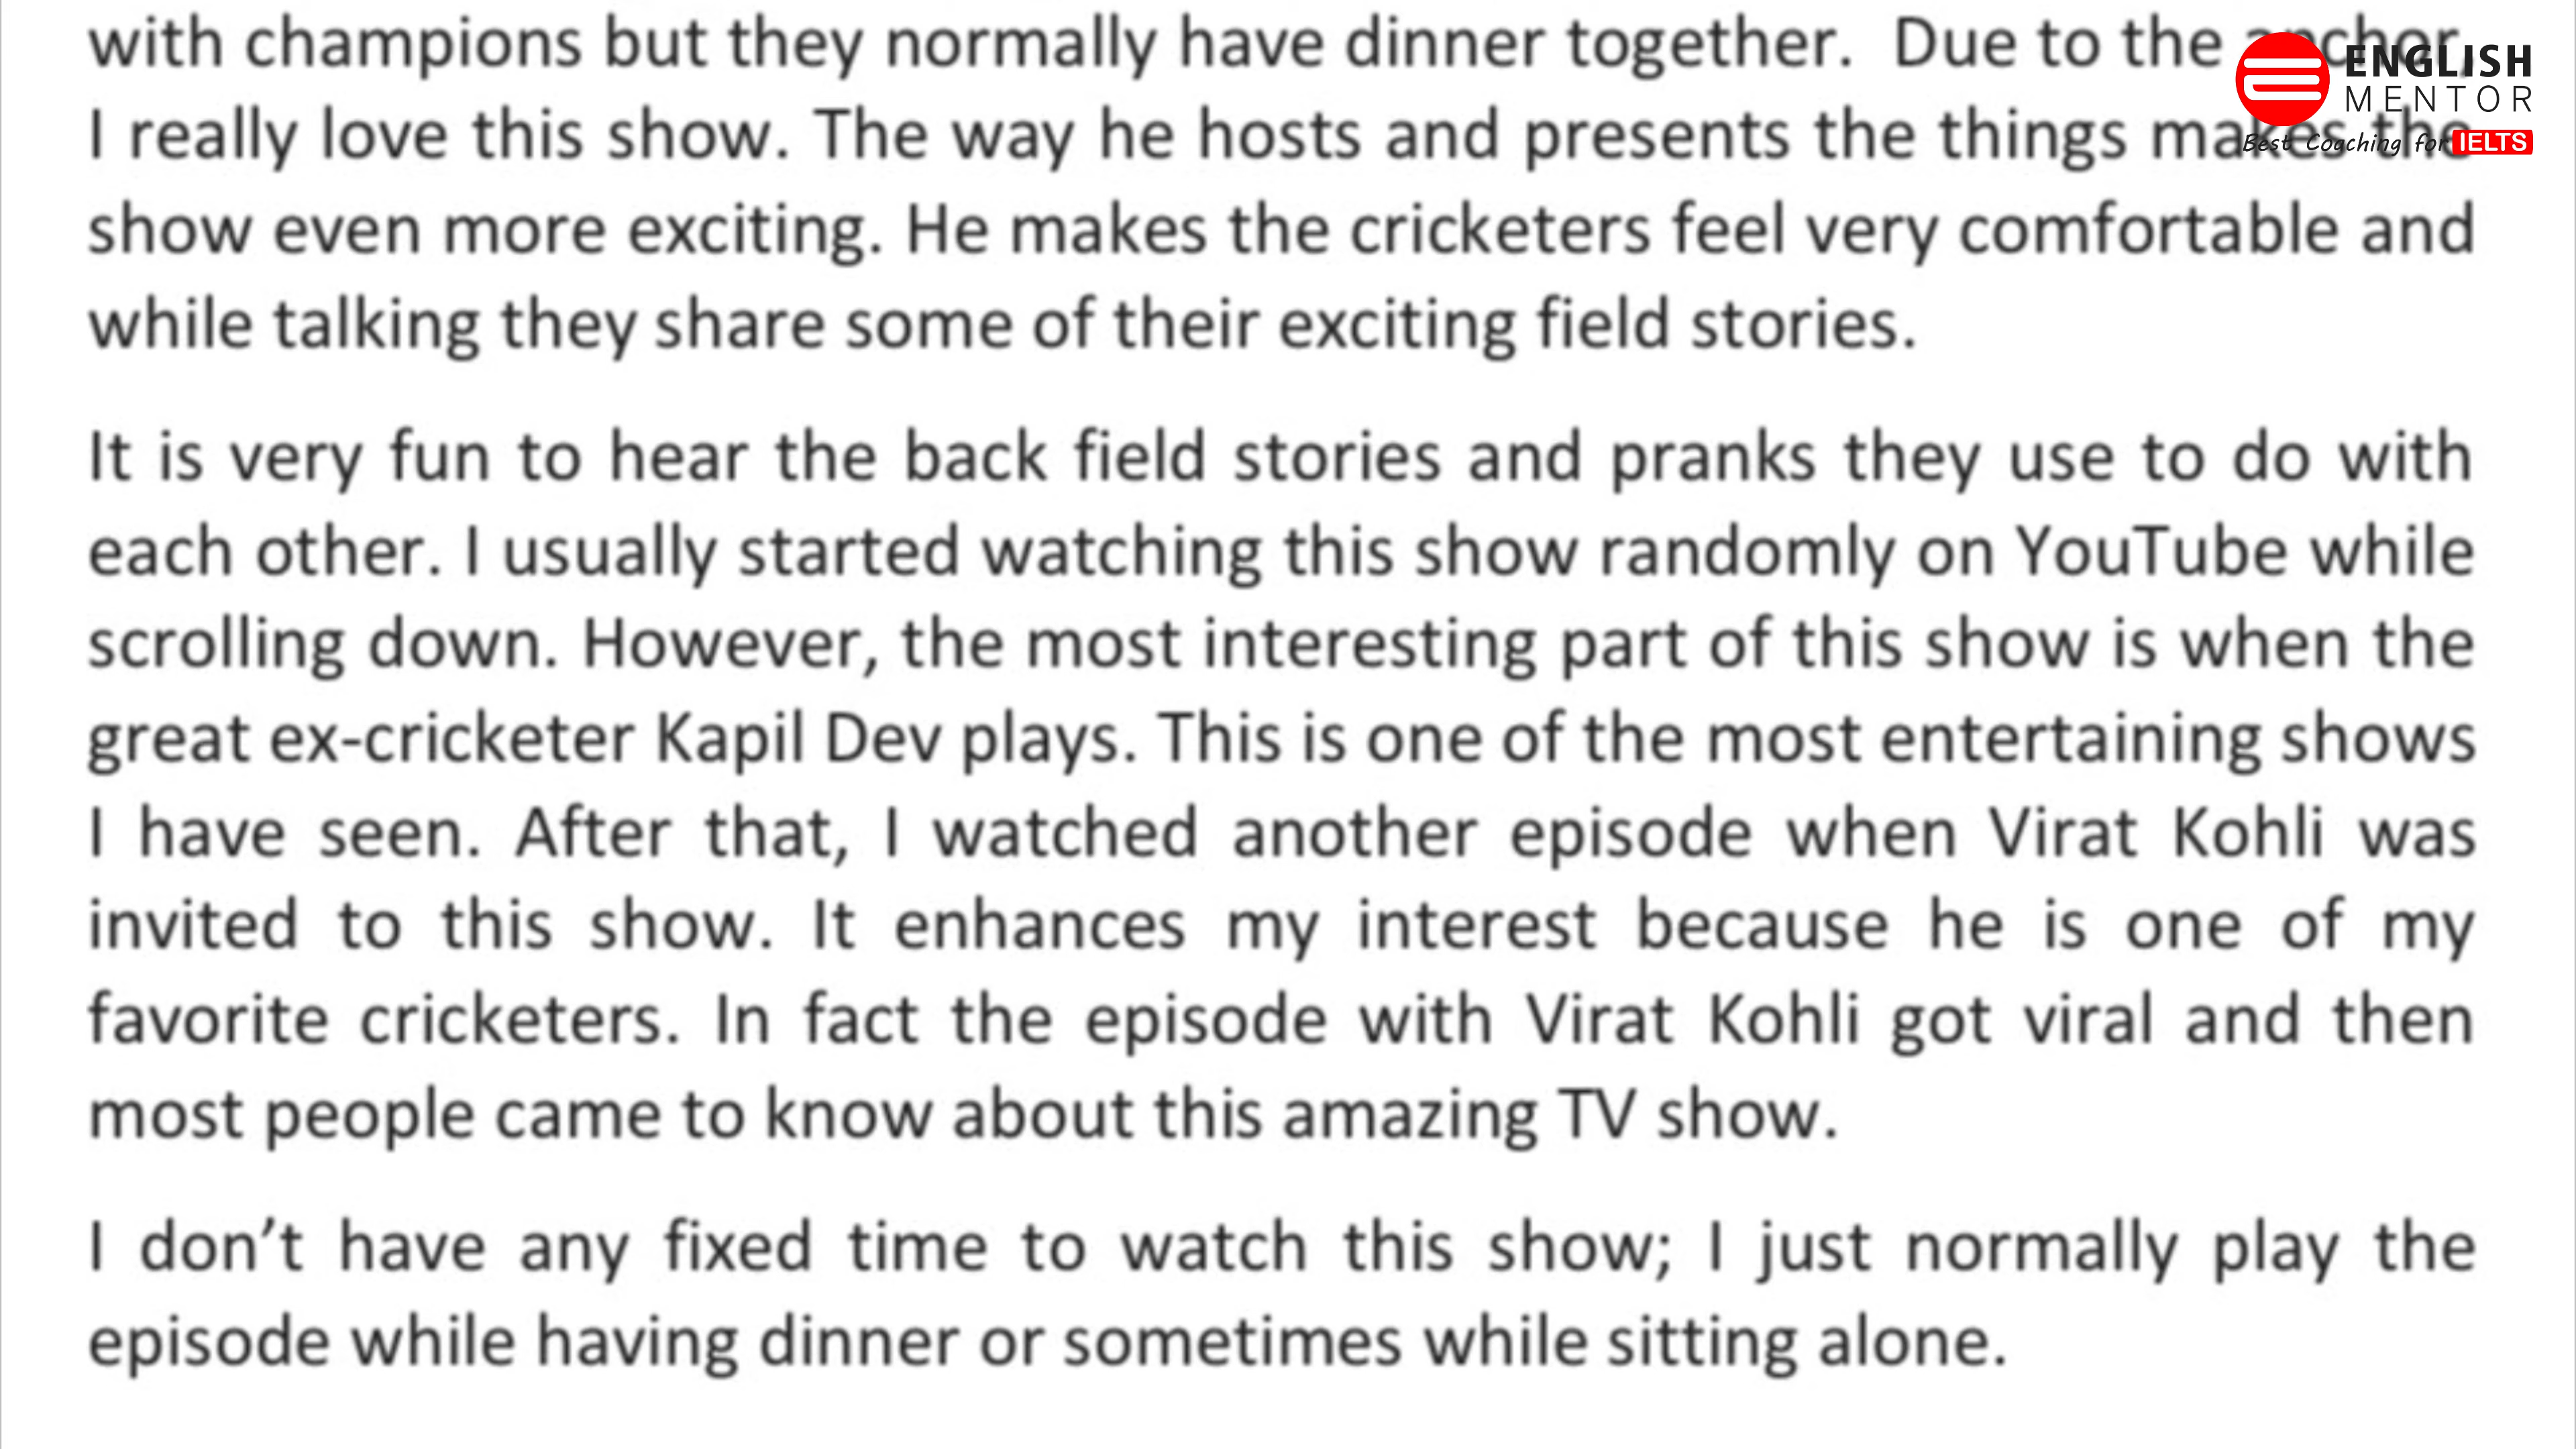 with champions but they normally have dinner together. Due to the anchor,
I really love this show. The way he hosts and presents the things makes the
show even more exciting. He makes the cricketers feel very comfortable and
while talking they share some of their exciting field stories.
It is very fun to hear the back field stories and pranks they use to do with
each other. I usually started watching this show randomly on YouTube while
scrolling down. However, the most interesting part of this show is when the
great ex-cricketer Kapil Dev plays. This is one of the most entertaining shows
I have seen. After that, I watched another episode when Virat Kohli was
invited to this show. It enhances my interest because he is one of my
favorite cricketers. In fact the episode with Virat Kohli got viral and then
most people came to know about this amazing TV show.
I don't have any fixed time to watch this show; I just normally play the
episode while having dinner or sometimes while sitting alone.
ENGLISH
MENTOR
Best Coaching for IELTS